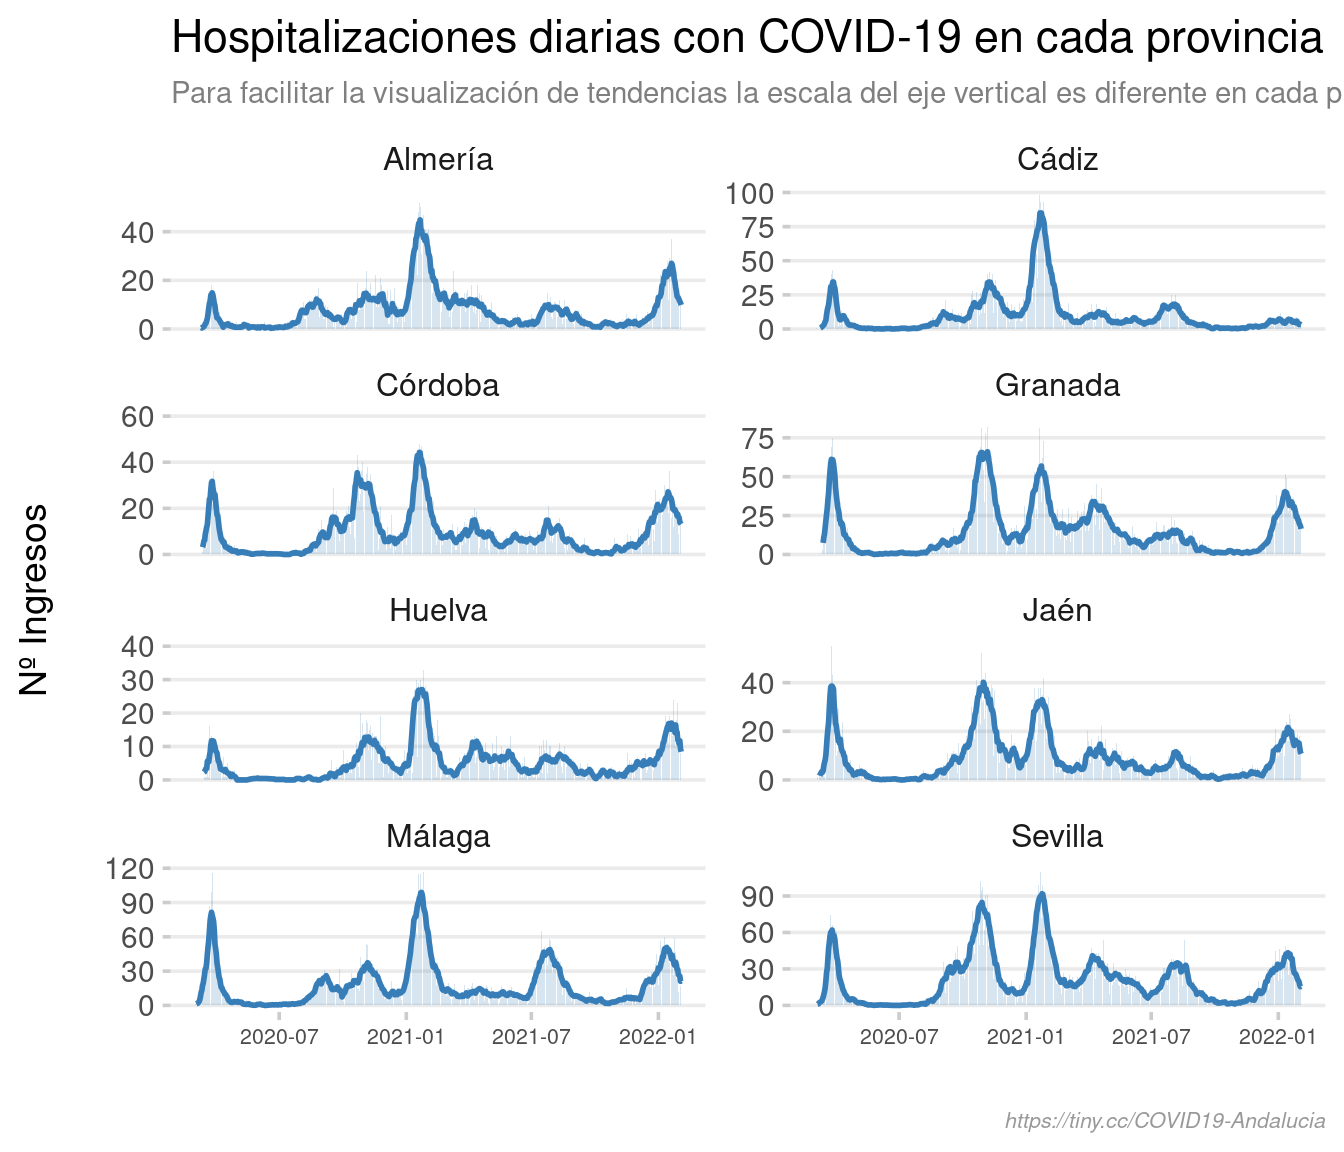 Hospitalizaciones diarias con COVID-19 en cada provincia
Para facilitar la visualización de tendencias la escala del eje vertical es diferente en cada p
Nº Ingresos
Almería
40
20
0
Cádiz
100
75
50
25
0
Córdoba
60
40
20
0
Granada
75
50
25
0
Huelva
40
30
20
10
0
Jaén
40
20
0
Málaga
120
90
60
30
0
Sevilla
90
60
30
0
2020-07 2021-01 2021-07 2022-01
2020-07 2021-01 2021-07 2022-01
https://tiny.cc/COVID19-Andalucia